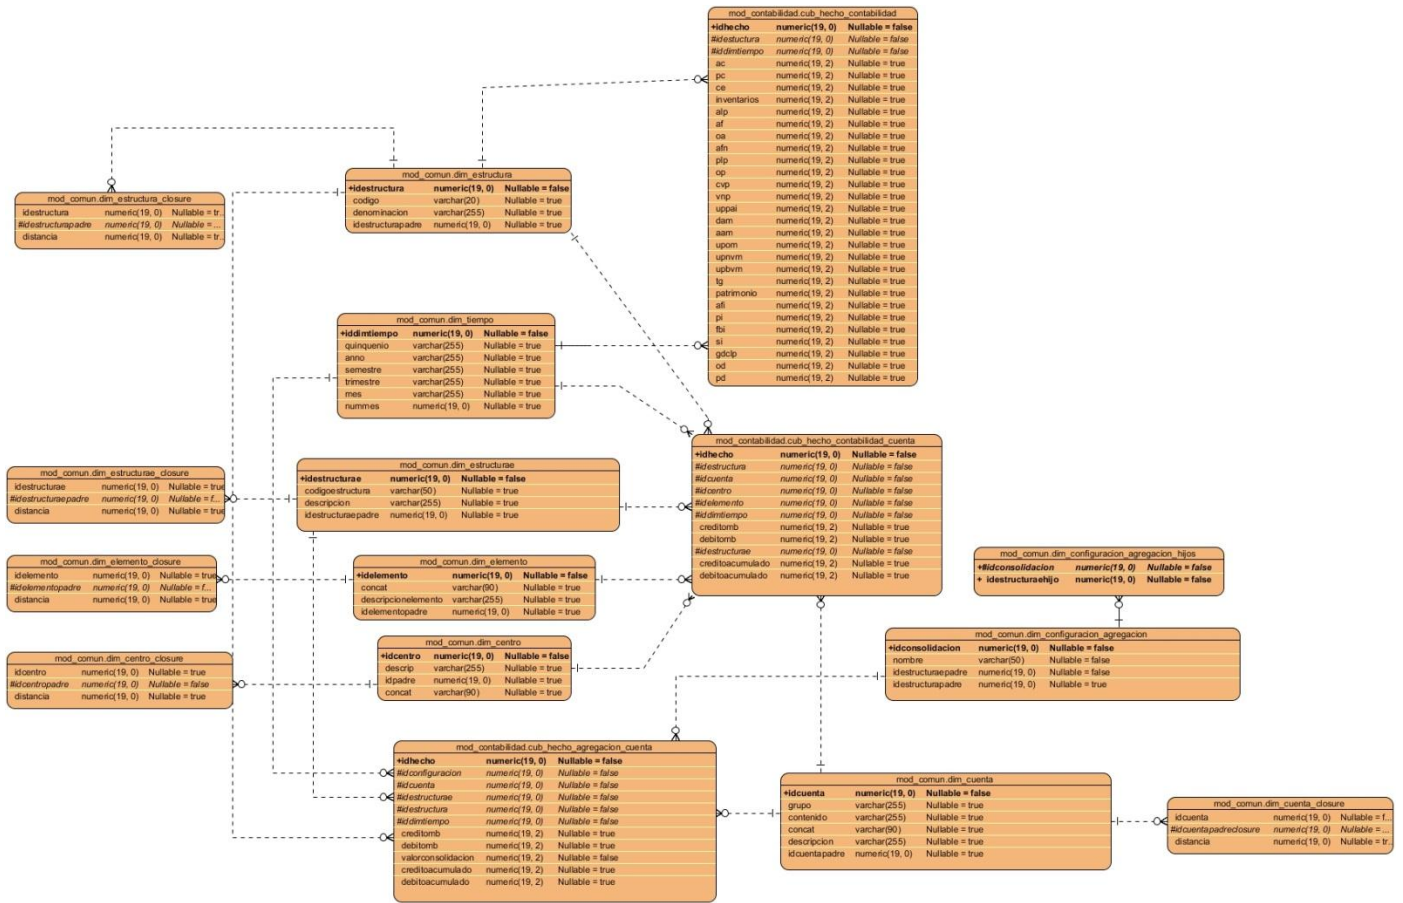 mod_contabilidad.cub_hecho_contabilidad
+idhecho numeric(19, 0) Nullable = false
#idestuctura numeric(19, 0) Nullable = false
#iddimtiempo numeric(19, 0) Nullable = false
ac numeric(19, 2) Nullable = true
pc numeric(19, 2) Nullable = true
ce numeric(19, 2) Nullable = true
inventarios numeric(19, 2) Nullable = true
alp numeric(19, 2) Nullable = true
af numeric(19, 2) Nullable = true
oa numeric(19, 2) Nullable = true
afn numeric(19, 2) Nullable = true
plp numeric(19, 2) Nullable = true
op numeric(19, 2) Nullable = true
cvp numeric(19, 2) Nullable = true
vnp numeric(19, 2) Nullable = true
uppai numeric(19, 2) Nullable = true
dam numeric(19, 2) Nullable = true
aam numeric(19, 2) Nullable = true
upom numeric(19, 2) Nullable = true
upnvm numeric(19, 2) Nullable = true
upbvm numeric(19, 2) Nullable = true
tg numeric(19, 2) Nullable = true
patrimonio numeric(19, 2) Nullable = true
afi numeric(19, 2) Nullable = true
pi numeric(19, 2) Nullable = true
fbi numeric(19, 2) Nullable = true
si numeric(19, 2) Nullable = true
gdclp numeric(19, 2) Nullable = true
od numeric(19, 2) Nullable = true
pd numeric(19, 2) Nullable = true
mod_comun.dim_estructura
+idestructura numeric(19, 0) Nullable = false
codigo varchar(20) Nullable = true
denominacion varchar(255) Nullable = true
idestructurapadre numeric(19, 0) Nullable = true
mod_comun.dim_estructura_closure
idestructura numeric(19, 0) Nullable = tr...
#idestructurapadre numeric(19, 0) Nullable = ...
distancia numeric(19, 0) Nullable = tr...
mod_comun.dim_tiempo
+iddimtiempo numeric(19, 0) Nullable = false
quinquenio varchar(255) Nullable = true
anno varchar(255) Nullable = true
semestre varchar(255) Nullable = true
trimestre varchar(255) Nullable = true
mes varchar(255) Nullable = true
nummes numeric(19, 0) Nullable = true
mod_contabilidad.cub_hecho_contabilidad_cuenta
+idhecho numeric(19, 0) Nullable = false
#idestructura numeric(19, 0) Nullable = false
#idcuenta numeric(19, 0) Nullable = false
#idcentro numeric(19, 0) Nullable = false
#idelemento numeric(19, 0) Nullable = false
#iddimtiempo numeric(19, 0) Nullable = false
creditomb numeric(19, 2) Nullable = true
debitomb numeric(19, 2) Nullable = true
#idestructurae numeric(19, 0) Nullable = false
creditoacumulado numeric(19, 2) Nullable = true
debitoacumulado numeric(19, 2) Nullable = true
mod_comun.dim_estructurae_closure
idestructurae numeric(19, 0) Nullable = true
#idestructuraepadre numeric(19, 0) Nullable = f...
distancia numeric(19, 0) Nullable = true
mod_comun.dim_estructurae
+idestructurae numeric(19, 0) Nullable = false
codigoestructura varchar(50) Nullable = true
descripcion varchar(255) Nullable = true
idestructuraepadre numeric(19, 0) Nullable = true
mod_comun.dim_elemento_closure
idelemento numeric(19, 0) Nullable = true
#idelementopadre numeric(19, 0) Nullable = f...
distancia numeric(19, 0) Nullable = true
mod_comun.dim_elemento
+idelemento numeric(19, 0) Nullable = false
concat varchar(90) Nullable = true
descripcionelemento varchar(255) Nullable = true
idelementopadre numeric(19, 0) Nullable = true
mod_comun.dim_configuracion_agregacion_hijos
+#idconsolidacion numeric(19, 0) Nullable = false
+ idestructuraehijo numeric(19, 0) Nullable = false
mod_comun.dim_centro_closure
idcentro numeric(19, 0) Nullable = true
#idcentropadre numeric(19, 0) Nullable = false
distancia numeric(19, 0) Nullable = true
mod_comun.dim_centro
+idcentro numeric(19, 0) Nullable = false
descrip varchar(255) Nullable = true
idpadre numeric(19, 0) Nullable = true
concat varchar(90) Nullable = true
mod_comun.dim_configuracion_agregacion
+idconsolidacion numeric(19, 0) Nullable = false
nombre varchar(50) Nullable = false
idestructuraepadre numeric(19, 0) Nullable = false
idestructurapadre numeric(19, 0) Nullable = true
mod_contabilidad.cub_hecho_agregacion_cuenta
+idhecho numeric(19, 0) Nullable = false
#idconfiguracion numeric(19, 0) Nullable = false
#idcuenta numeric(19, 0) Nullable = false
#idestructurae numeric(19, 0) Nullable = false
#idestructura numeric(19, 0) Nullable = false
#iddimtiempo numeric(19, 0) Nullable = false
creditomb numeric(19, 2) Nullable = true
debitomb numeric(19, 2) Nullable = true
valorconsolidacion numeric(19, 2) Nullable = false
creditoacumulado numeric(19, 2) Nullable = true
debitoacumulado numeric(19, 2) Nullable = true
mod_comun.dim_cuenta
+idcuenta numeric(19, 0) Nullable = false
grupo varchar(255) Nullable = true
contenido varchar(255) Nullable = true
concat varchar(90) Nullable = true
descripcion varchar(255) Nullable = true
idcuentapadre numeric(19, 0) Nullable = true
mod_comun.dim_cuenta_closure
idcuenta numeric(19, 0) Nullable = f...
#idcuentapadreclosure numeric(19, 0) Nullable = ...
distancia numeric(19, 0) Nullable = tr...